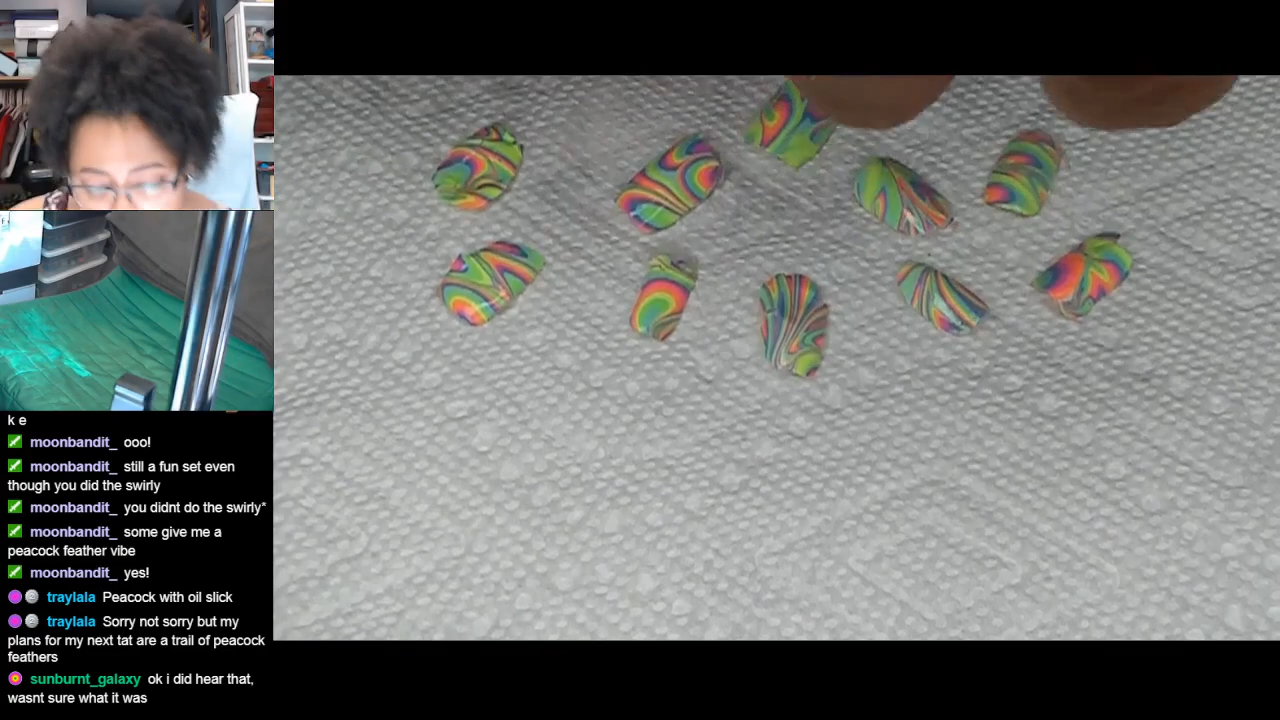 k e
moonbandit_ ooo!
moonbandit_ still a fun set even
though you did the swirly
moonbandit_ you didnt do the swirly*
moonbandit_ some give me a
peacock feather vibe
moonbandit_ yes!
traylala Peacock with oil slick
traylala Sorry not sorry but my
plans for my next tat are a trail of peacock
feathers
sunburnt_galaxy ok i did hear that,
wasnt sure what it was